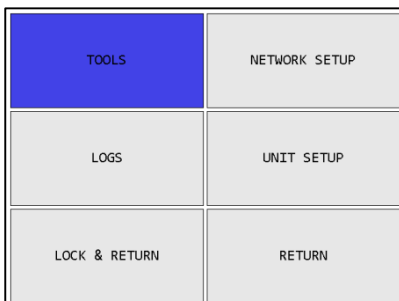 TOOLS
NETWORK SETUP
LOGS
UNIT SETUP
LOCK & RETURN
RETURN